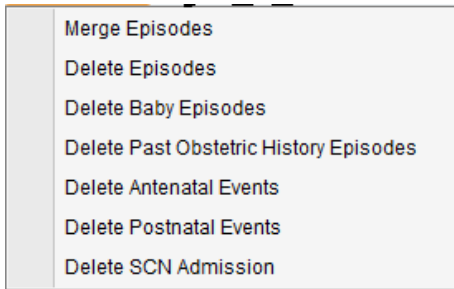 Merge Episodes
Delete Episodes
Delete Baby Episodes
Delete Past Obstetric History Episodes
Delete Antenatal Events
Delete Postnatal Events
Delete SCN Admission